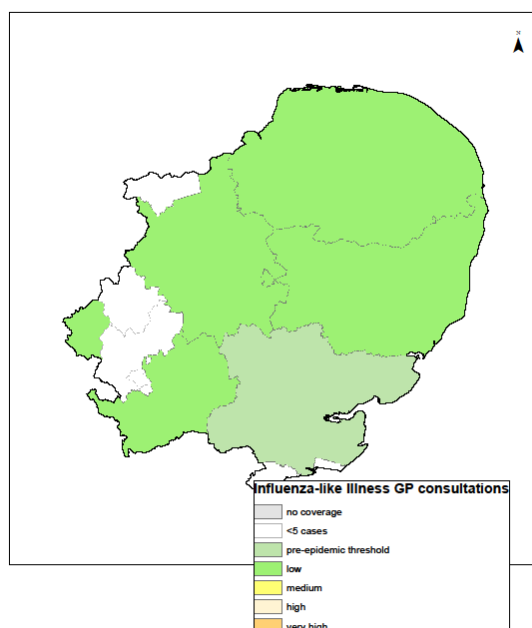 N
Influenza-like Illness GP consultations
no coverage
<5 cases
pre-epidemic threshold
low
medium
high
very high